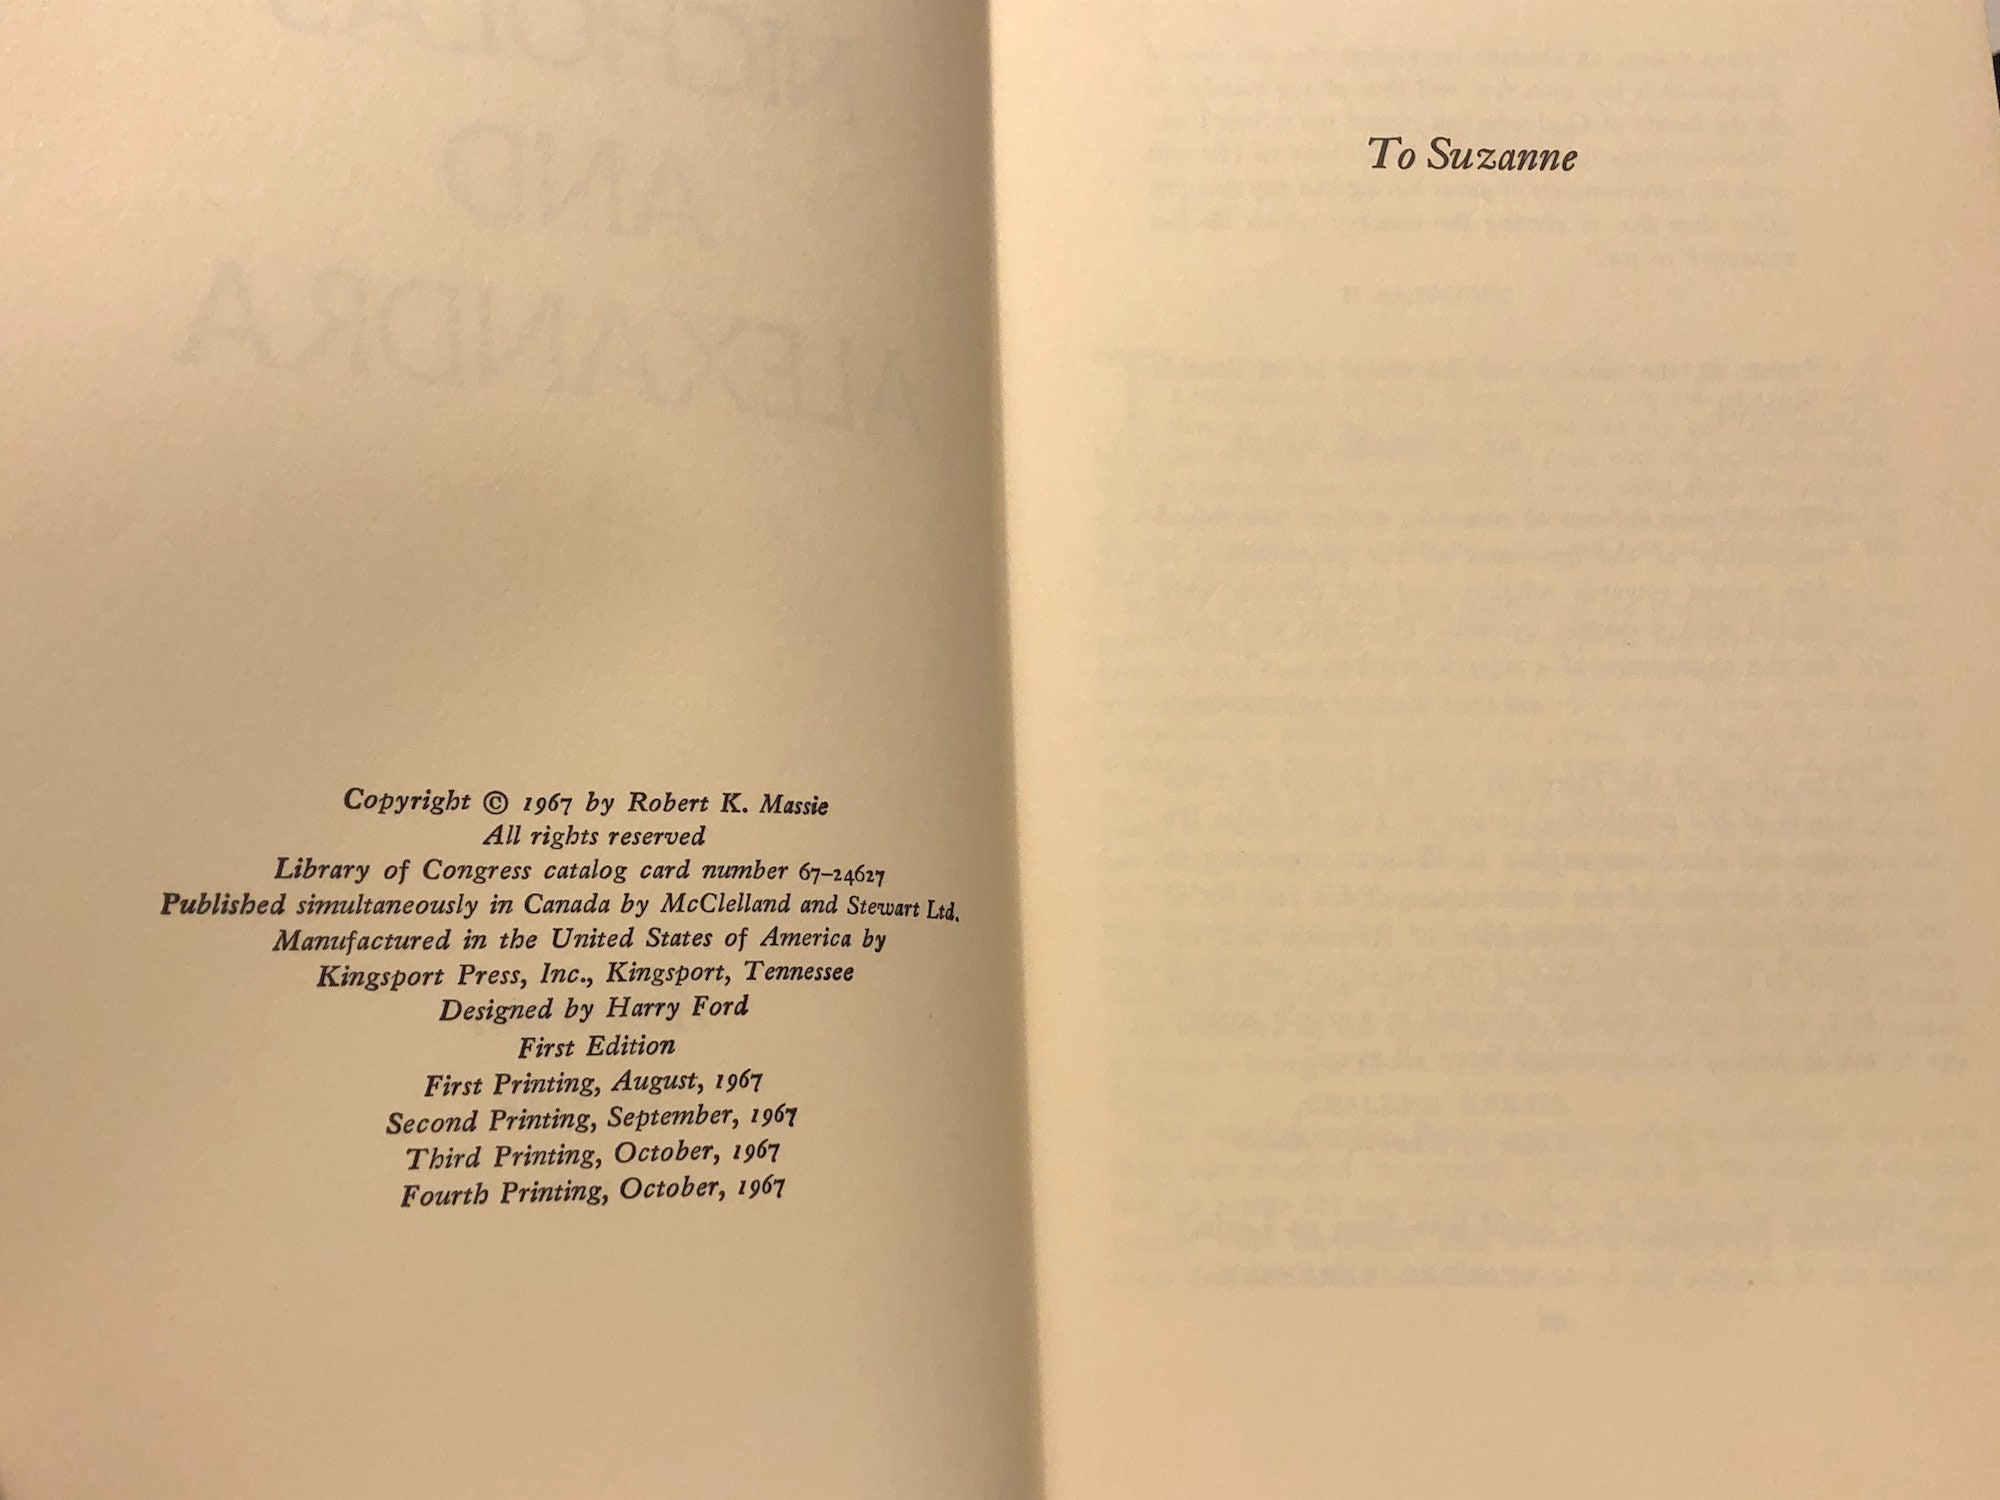 Copyright © 1967 by Robert K. Massie
All rights reserved
Library of Congress catalog card number 67–24627
Published simultaneously in Canada by McClelland and Stewart Ltd.
Manufactured in the United States of America by
Kingsport Press, Inc., Kingsport, Tennessee
Designed by Harry Ford
First Edition
First Printing, August, 1967
Second Printing, September, 1967
Third Printing, October, 1967
Fourth Printing, October, 1967
To Suzanne